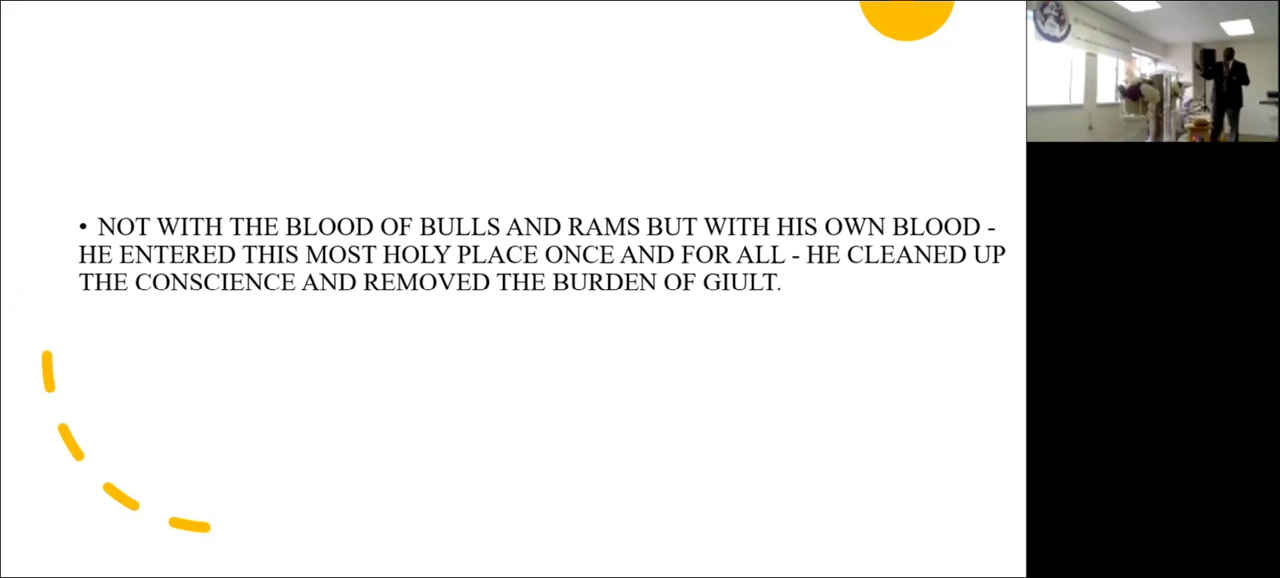 • NOT WITH THE BLOOD OF BULLS AND RAMS BUT WITH HIS OWN BLOOD -
HE ENTERED THIS MOST HOLY PLACE ONCE AND FOR ALL - HE CLEANED UP
THE CONSCIENCE AND REMOVED THE BURDEN OF GIULT.